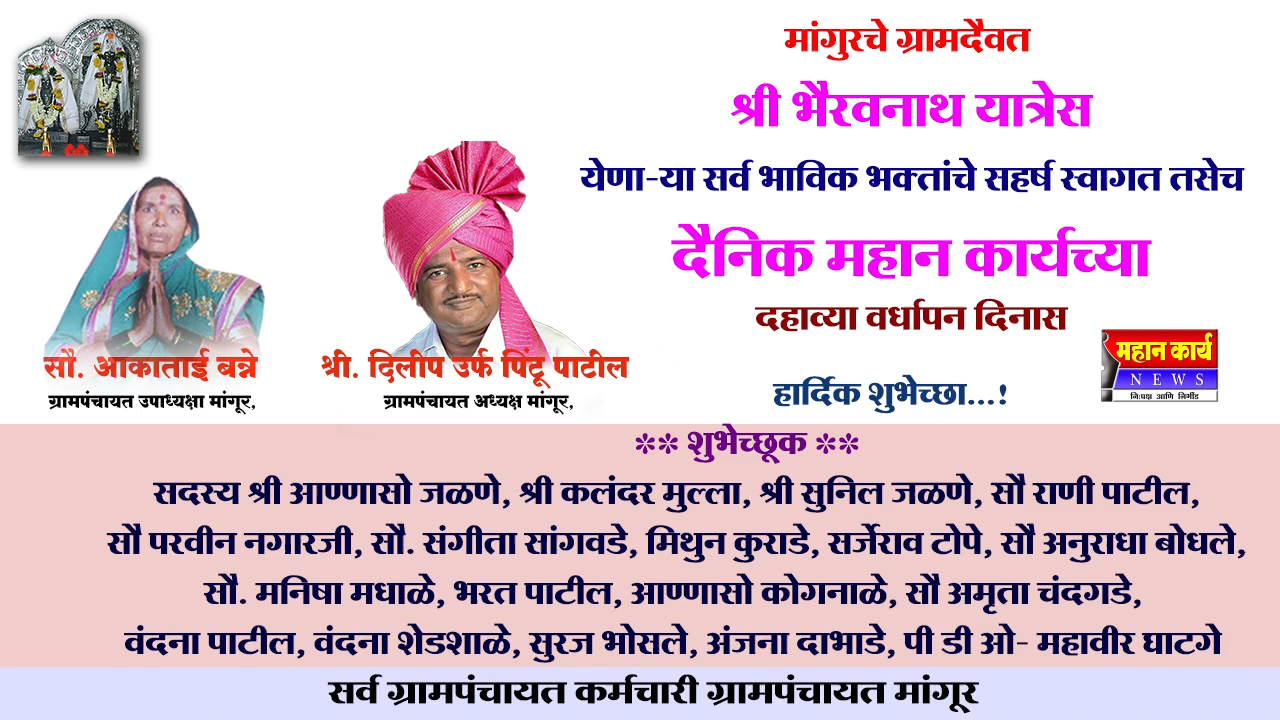 मांगुरचे ग्रामदैवत
श्री भैरवनाथ यात्रेस
येणा-या सर्व भाविक भक्तांचे सहर्ष स्वागत तसेच
दैनिक महान कार्यच्या
दहाव्या वर्धापन दिनास
हार्दिक शुभेच्छा...!
महान कार्य
NEWS
नि:पक्ष आणि निर्भीड
सौ. आकाताई बन्ने
ग्रामपंचायत उपाध्यक्षा मांगूर,
श्री. दिलीप उर्फ पिंटू पाटील
ग्रामपंचायत अध्यक्ष मांगूर,
** शुभेच्छूक **
सदस्य श्री आण्णासो जळणे, श्री कलंदर मुल्ला, श्री सुनिल जळणे, सौ राणी पाटील,
सौ परवीन नगारजी, सौ. संगीता सांगवडे, मिथुन कुराडे, सर्जेराव टोपे, सौ अनुराधा बोधले,
सौ. मनिषा मधाळे, भरत पाटील, आण्णासो कोगनाळे, सौ अमृता चंदगडे,
वंदना पाटील, वंदना शेडशाळे, सुरज भोसले, अंजना दाभाडे, पी डी ओ- महावीर घाटगे
सर्व ग्रामपंचायत कर्मचारी ग्रामपंचायत मांगूर